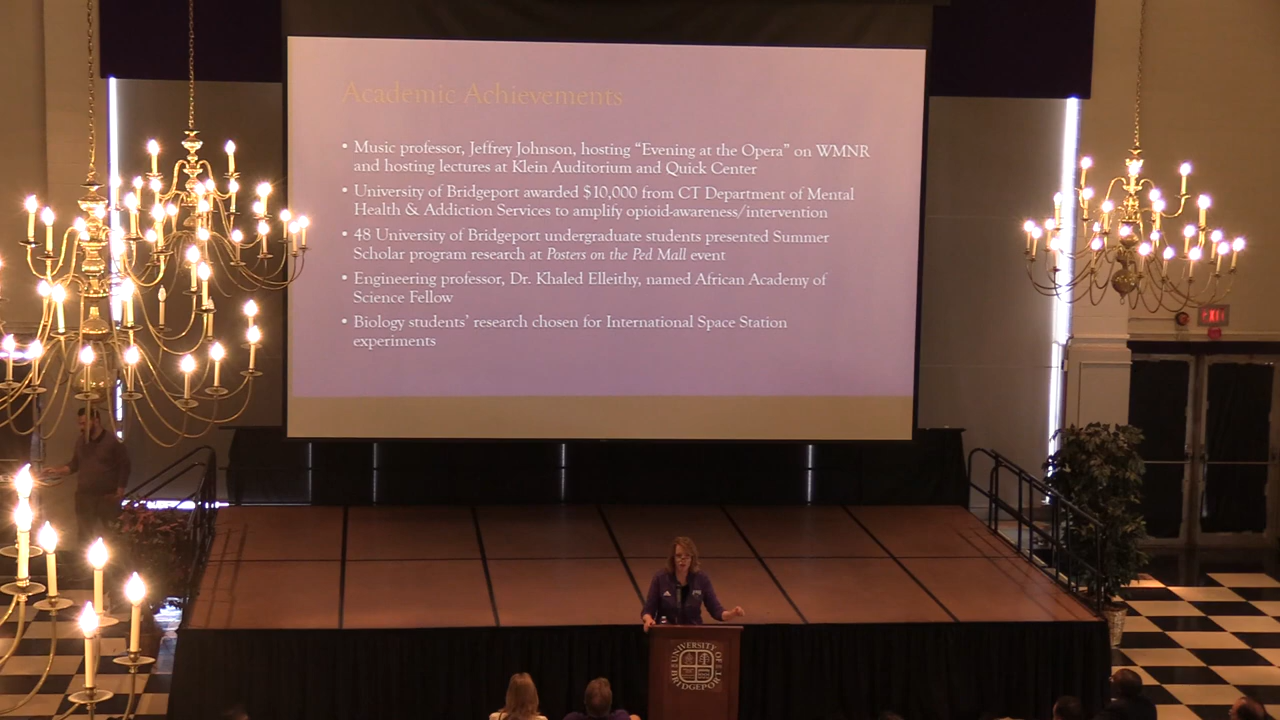 Academic Achievements
• Music professor, Jeffrey Johnson, hosting “Evening at the Opera” on WMNR
and hosting lectures at Klein Auditorium and Quick Center
• University of Bridgeport awarded $10,000 from CT Department of Mental
Health & Addiction Services to amplify opioid-awareness/intervention
• 48 University of Bridgeport undergraduate students presented Summer
Scholar program research at Posters on the Ped Mall event
• Engineering professor, Dr. Khaled Elleithy, named African Academy of
Science Fellow
• Biology students’ research chosen for International Space Station
experiments
EXIT
UNIVERSITY OF
BRIDGEPORT